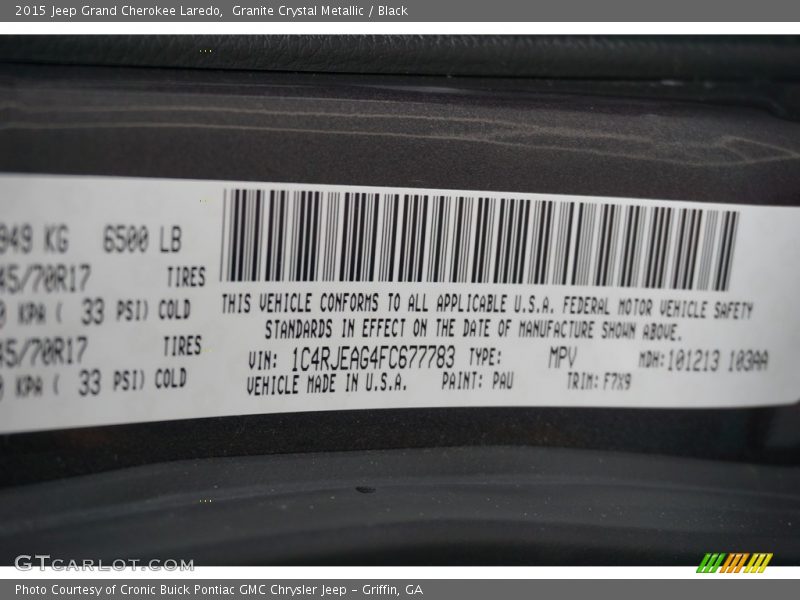 2015 Jeep Grand Cherokee Laredo,  Granite Crystal Metallic / Black
949 KG 6500 LB
45/70R17 TIRES
0 KPA ( 33 PSI) COLD
45/70R17 TIRES
0 KPA ( 33 PSI) COLD
THIS VEHICLE CONFORMS TO ALL APPLICABLE U.S.A. FEDERAL MOTOR VEHICLE SAFETY
STANDARDS IN EFFECT ON THE DATE OF MANUFACTURE SHOWN ABOVE.
VIN: 1C4RJEAG4FC677783 TYPE: MPV MDH:101213 103AA
VEHICLE MADE IN U.S.A. PAINT: PAU TRIM: F7X9
GTCARLOT.COM
Photo Courtesy of Cronic Buick Pontiac GMC Chrysler Jeep – Griffin, GA